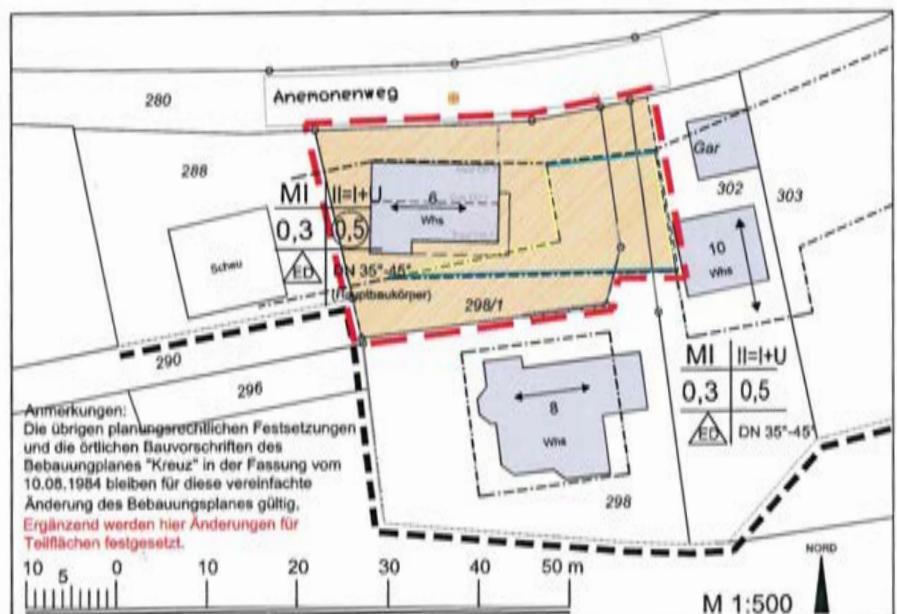 280
Anemonenweg
288
Gar
302
303
MI II=I+U
6
Whs
0,3 0,5
Scheu
10
Whs
ED DN 35°-45°
(Hauptbaukörper)
298/1
290
296
MI II=I+U
0,3 0,5
ED DN 35°-45°
8
Whs
298
Anmerkungen:
Die übrigen planungsrechtlichen Festsetzungen
und die örtlichen Bauvorschriften des
Bebauungplanes "Kreuz" in der Fassung vom
10.08.1984 bleiben für diese vereinfachte
Änderung des Bebauungsplanes gültig.
Ergänzend werden hier Änderungen für
Teilflächen festgesetzt.
10 5 0 10 20 30 40 50 m
NORD
M 1:500